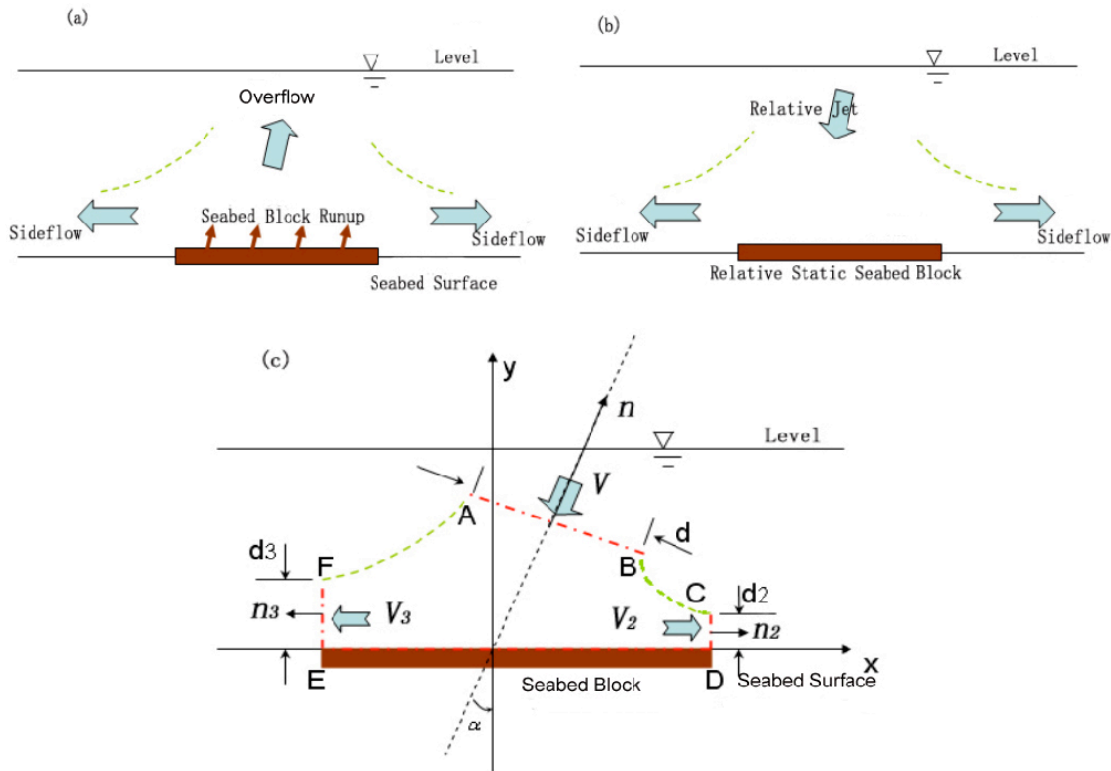 (a)
Level
Overflow
Seabed Block Runup
Sideflow
Sideflow
Seabed Surface
(b)
Level
Relative Jet
Sideflow
Sideflow
Relative Static Seabed Block
(c)
y
n
Level
V
A
d
d3
F
B
C
d2
n3
V3
V2
n2
x
E
Seabed Block
D
Seabed Surface
α